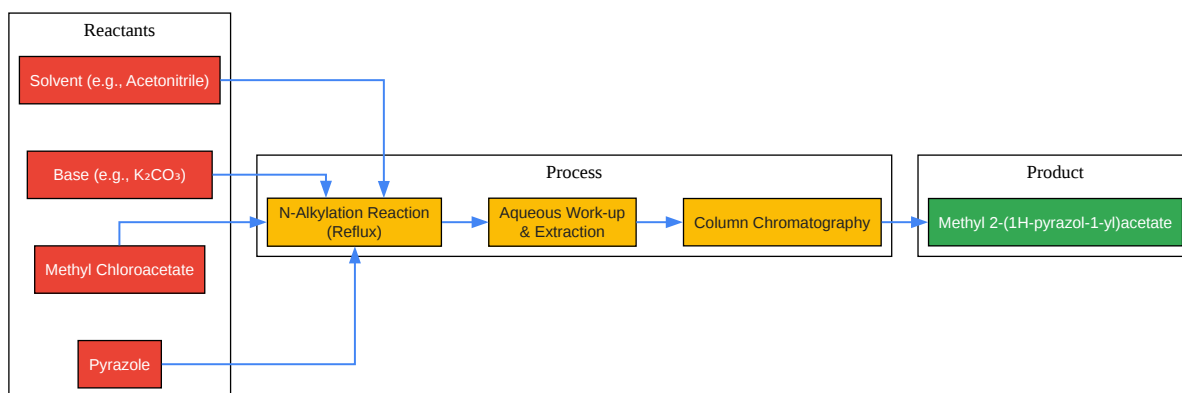 Reactants
Solvent (e.g., Acetonitrile)
Base (e.g., K₂CO₃)
Methyl Chloroacetate
Pyrazole
Process
N-Alkylation Reaction
(Reflux)
Aqueous Work-up
& Extraction
Column Chromatography
Product
Methyl 2-(1H-pyrazol-1-yl)acetate